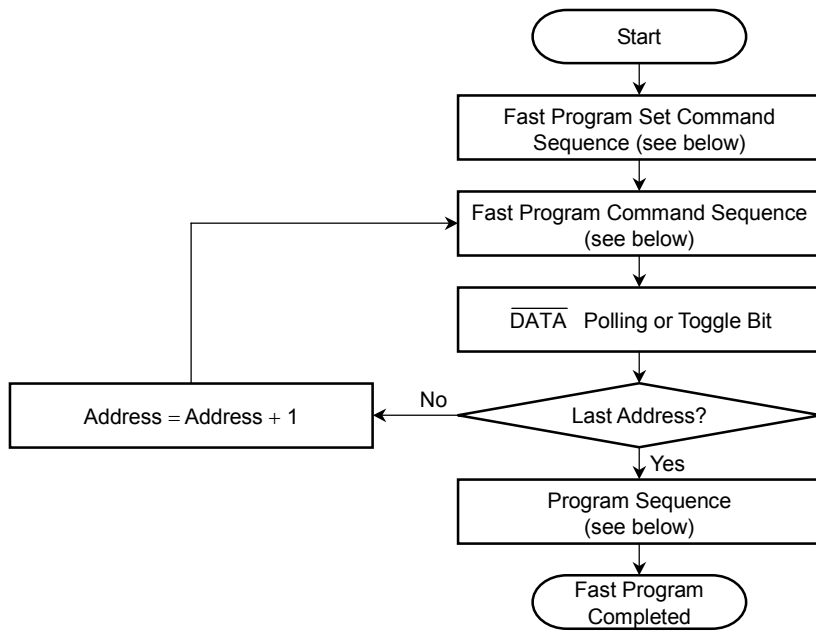 Start
Fast Program Set Command
Sequence (see below)
Fast Program Command Sequence
(see below)
DATA Polling or Toggle Bit
Last Address?
No
Address = Address + 1
Yes
Program Sequence
(see below)
Fast Program
Completed